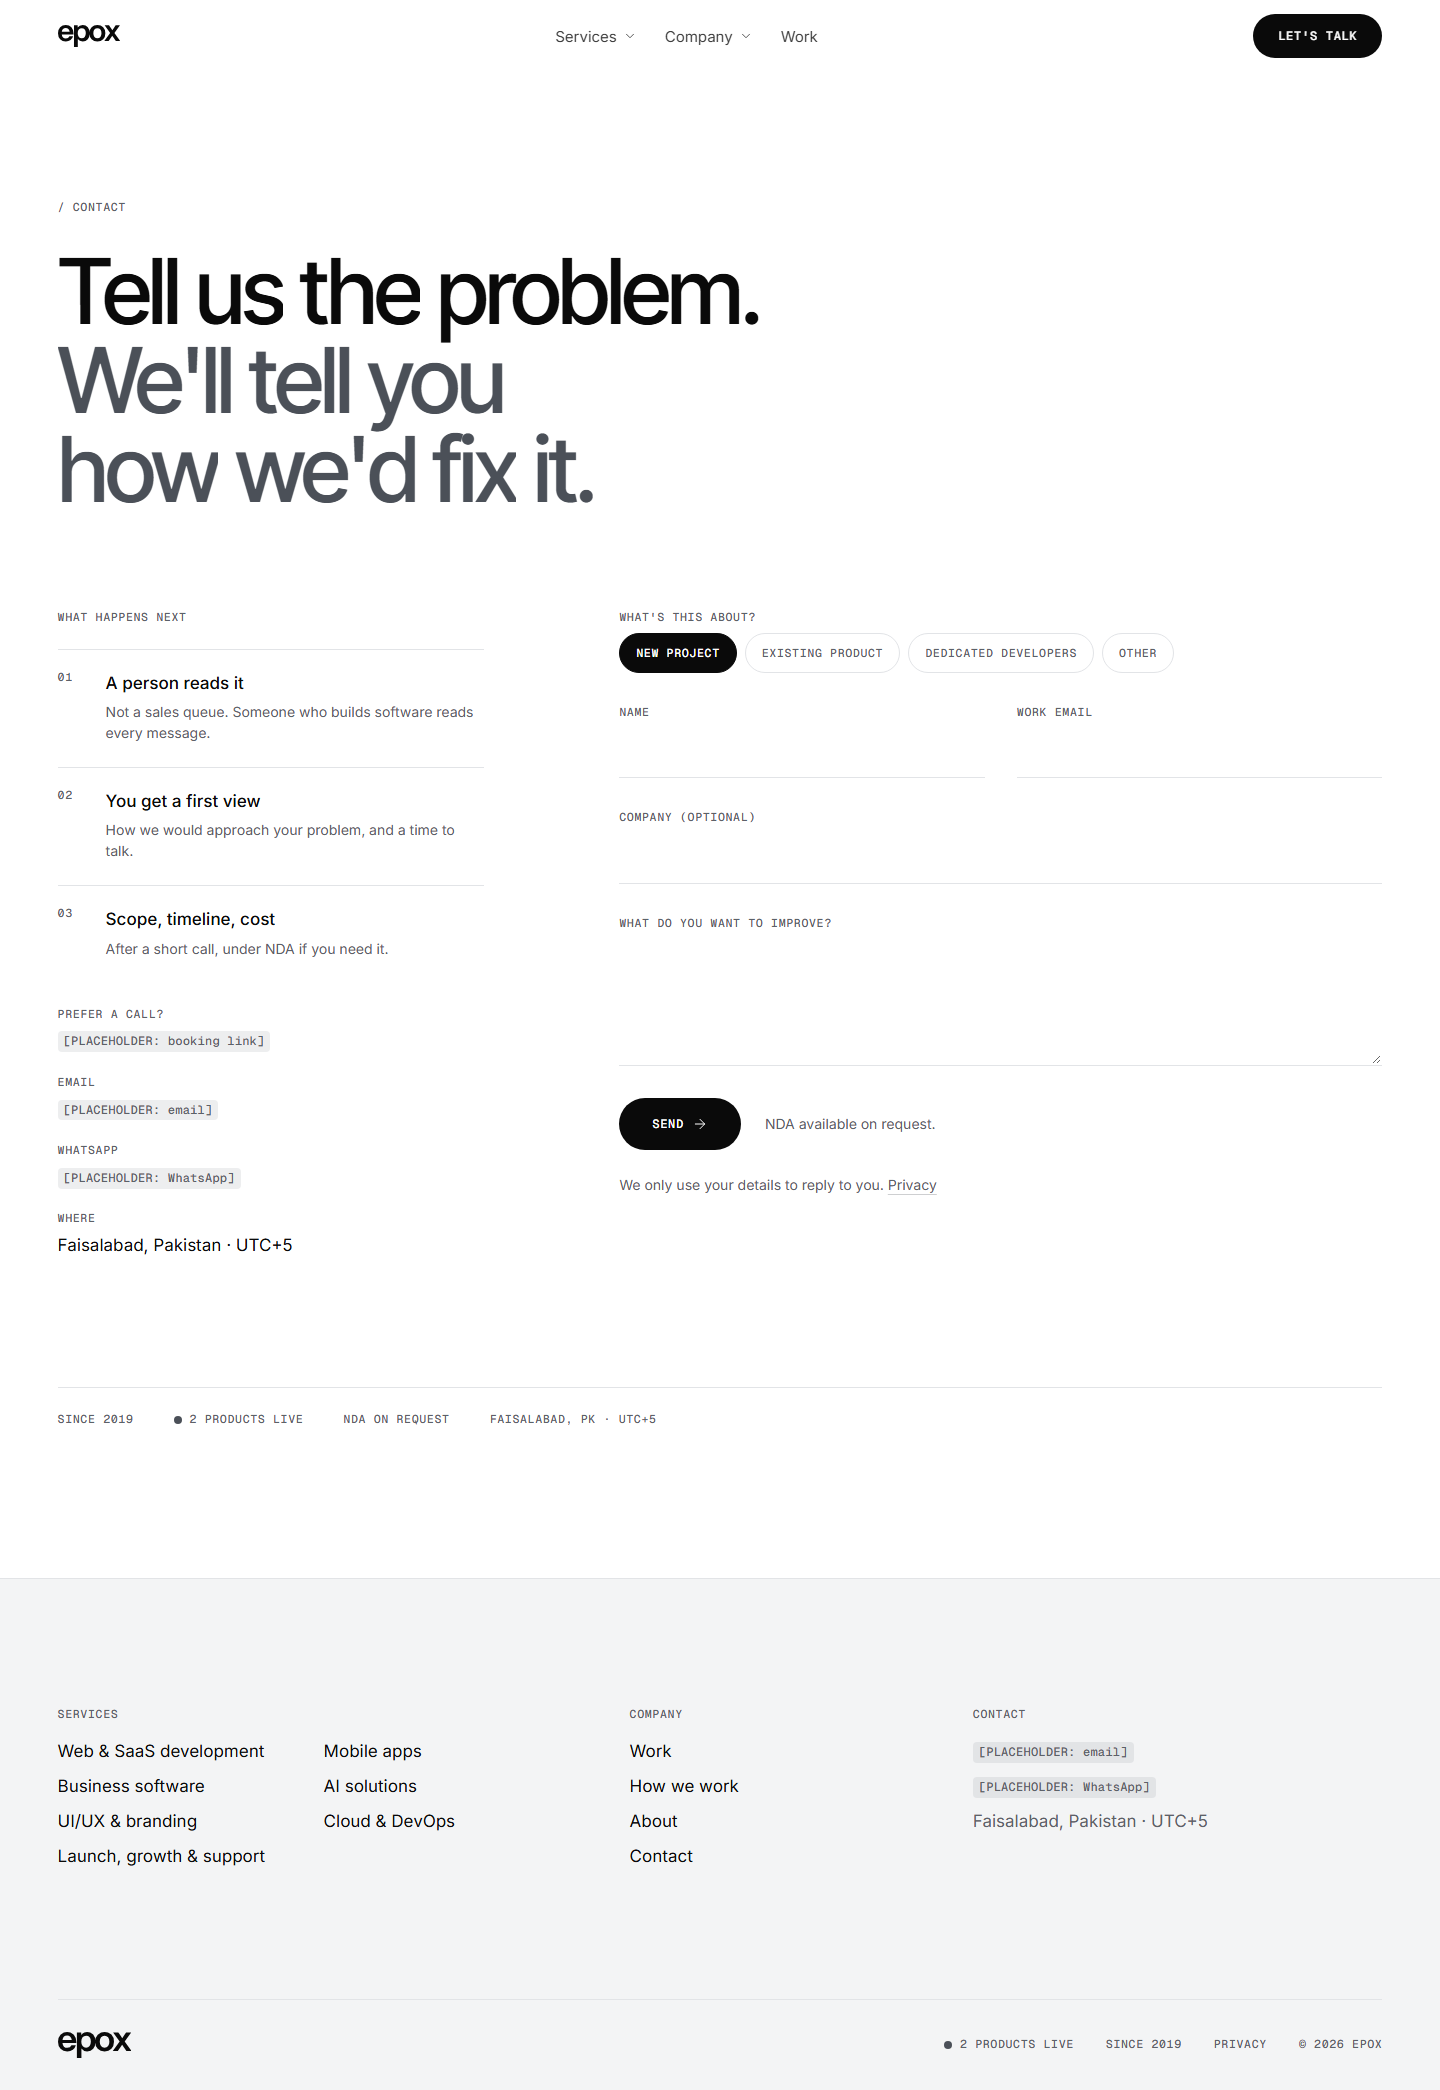 epox
Services
Company
Work
LET'S TALK
/ CONTACT
Tell us the problem.
We'll tell you
how we'd fix it.
WHAT HAPPENS NEXT
01
A person reads it
Not a sales queue. Someone who builds software reads
every message.
02
You get a first view
How we would approach your problem, and a time to
talk.
03
Scope, timeline, cost
After a short call, under NDA if you need it.
PREFER A CALL?
[PLACEHOLDER: booking link]
EMAIL
[PLACEHOLDER: email]
WHATSAPP
[PLACEHOLDER: WhatsApp]
WHERE
Faisalabad, Pakistan · UTC+5
WHAT'S THIS ABOUT?
NEW PROJECT
EXISTING PRODUCT
DEDICATED DEVELOPERS
OTHER
NAME
WORK EMAIL
COMPANY (OPTIONAL)
WHAT DO YOU WANT TO IMPROVE?
SEND →
NDA available on request.
We only use your details to reply to you. Privacy
SINCE 2019
2 PRODUCTS LIVE
NDA ON REQUEST
FAISALABAD, PK · UTC+5
SERVICES
Web & SaaS development
Business software
UI/UX & branding
Launch, growth & support
Mobile apps
AI solutions
Cloud & DevOps
COMPANY
Work
How we work
About
Contact
CONTACT
[PLACEHOLDER: email]
[PLACEHOLDER: WhatsApp]
Faisalabad, Pakistan · UTC+5
epox
2 PRODUCTS LIVE
SINCE 2019
PRIVACY
© 2026 EPOX